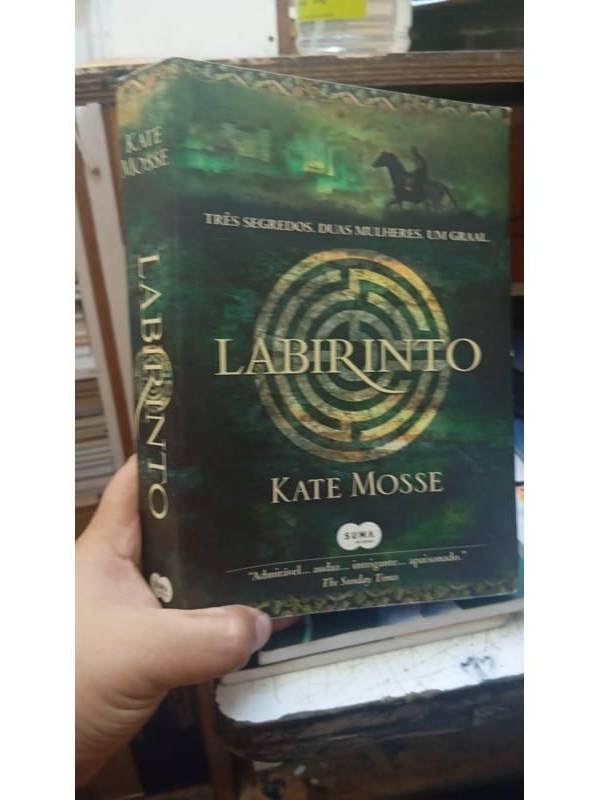 KATE
MOSSE
LABIRINTO
TRÊS SEGREDOS. DUAS MULHERES. UM GRAAL.
LABIRINTO
KATE MOSSE
SUMA
"Admirável... audaz... intrigante... apaixonado."
The Sunday Times